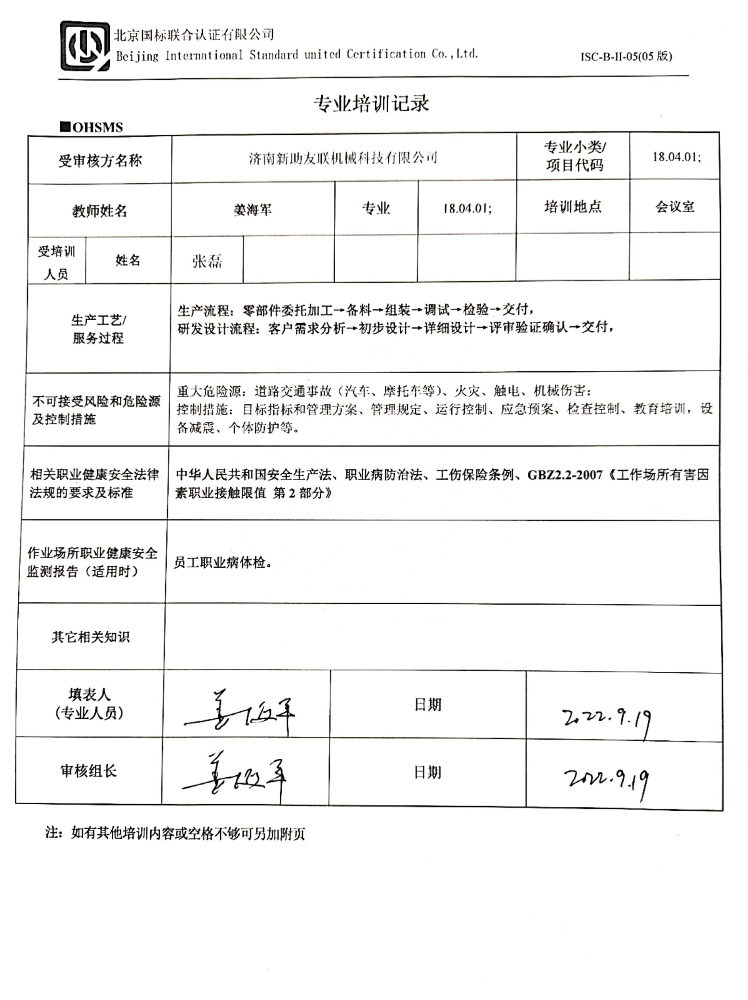 北京国标联合认证有限公司
Beijing International Standard united Certification Co.,Ltd.
ISC-B-II-05(05版)
专业培训记录
■OHSMS
受审核方名称
济南新助友联机械科技有限公司
专业小类/
项目代码
18.04.01;
教师姓名
姜海军
专业
18.04.01;
培训地点
会议室
受培训
人员
姓名
张磊
生产工艺/
服务过程
生产流程：零部件委托加工→备料→组装→调试→检验→交付，
研发设计流程：客户需求分析→初步设计→详细设计→评审验证确认→交付，
不可接受风险和危险源
及控制措施
重大危险源：道路交通事故（汽车、摩托车等）、火灾、触电、机械伤害；
控制措施：目标指标和管理方案、管理规定、运行控制、应急预案、检查控制、教育培训，设
备减震、个体防护等。
相关职业健康安全法律
法规的要求及标准
中华人民共和国安全生产法、职业病防治法、工伤保险条例、GBZ2.2-2007《工作场所有害因
素职业接触限值 第2部分》
作业场所职业健康安全
监测报告（适用时）
员工职业病体检。
其它相关知识
填表人
（专业人员）
姜海军
日期
2022.9.19
审核组长
姜海军
日期
2022.9.19
注：如有其他培训内容或空格不够可另加附页